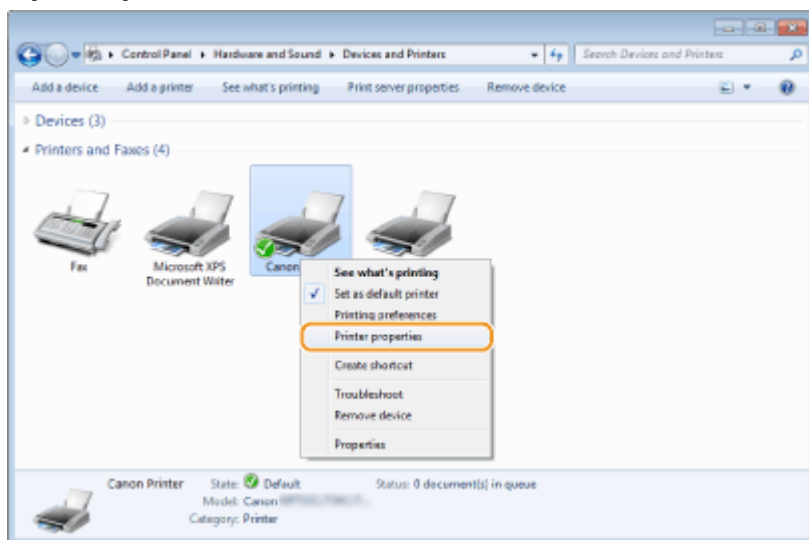 Control Panel ▸ Hardware and Sound ▸ Devices and Printers
Search Devices and Printers
Add a device Add a printer See what's printing Print server properties Remove device
Devices (3)
Printers and Faxes (4)
Fax
Microsoft XPS
Document Writer
Canon
See what's printing
Set as default printer
Printing preferences
Printer properties
Create shortcut
Troubleshoot
Remove device
Properties
Canon Printer State: Default Status: 0 document(s) in queue
Model: Canon
Category: Printer